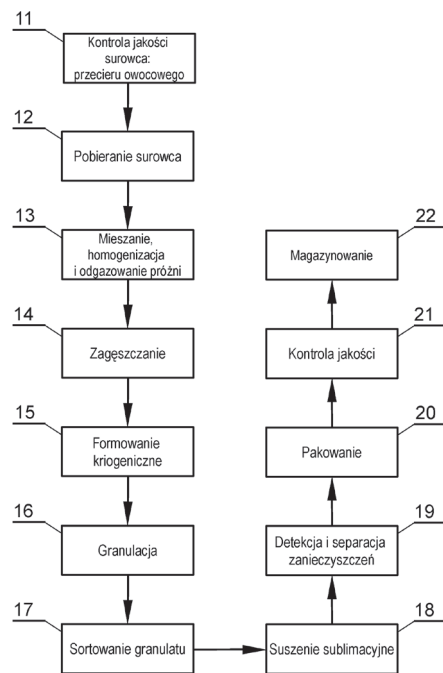 11
Kontrola jakości
surowca:
przecieru owocowego
12
Pobieranie surowca
13
Mieszanie,
homogenizacja
i odgazowanie próżni
14
Zagęszczanie
15
Formowanie
kriogeniczne
16
Granulacja
17
Sortowanie granulatu
18
Suszenie sublimacyjne
19
Detekcja i separacja
zanieczyszczeń
20
Pakowanie
21
Kontrola jakości
22
Magazynowanie